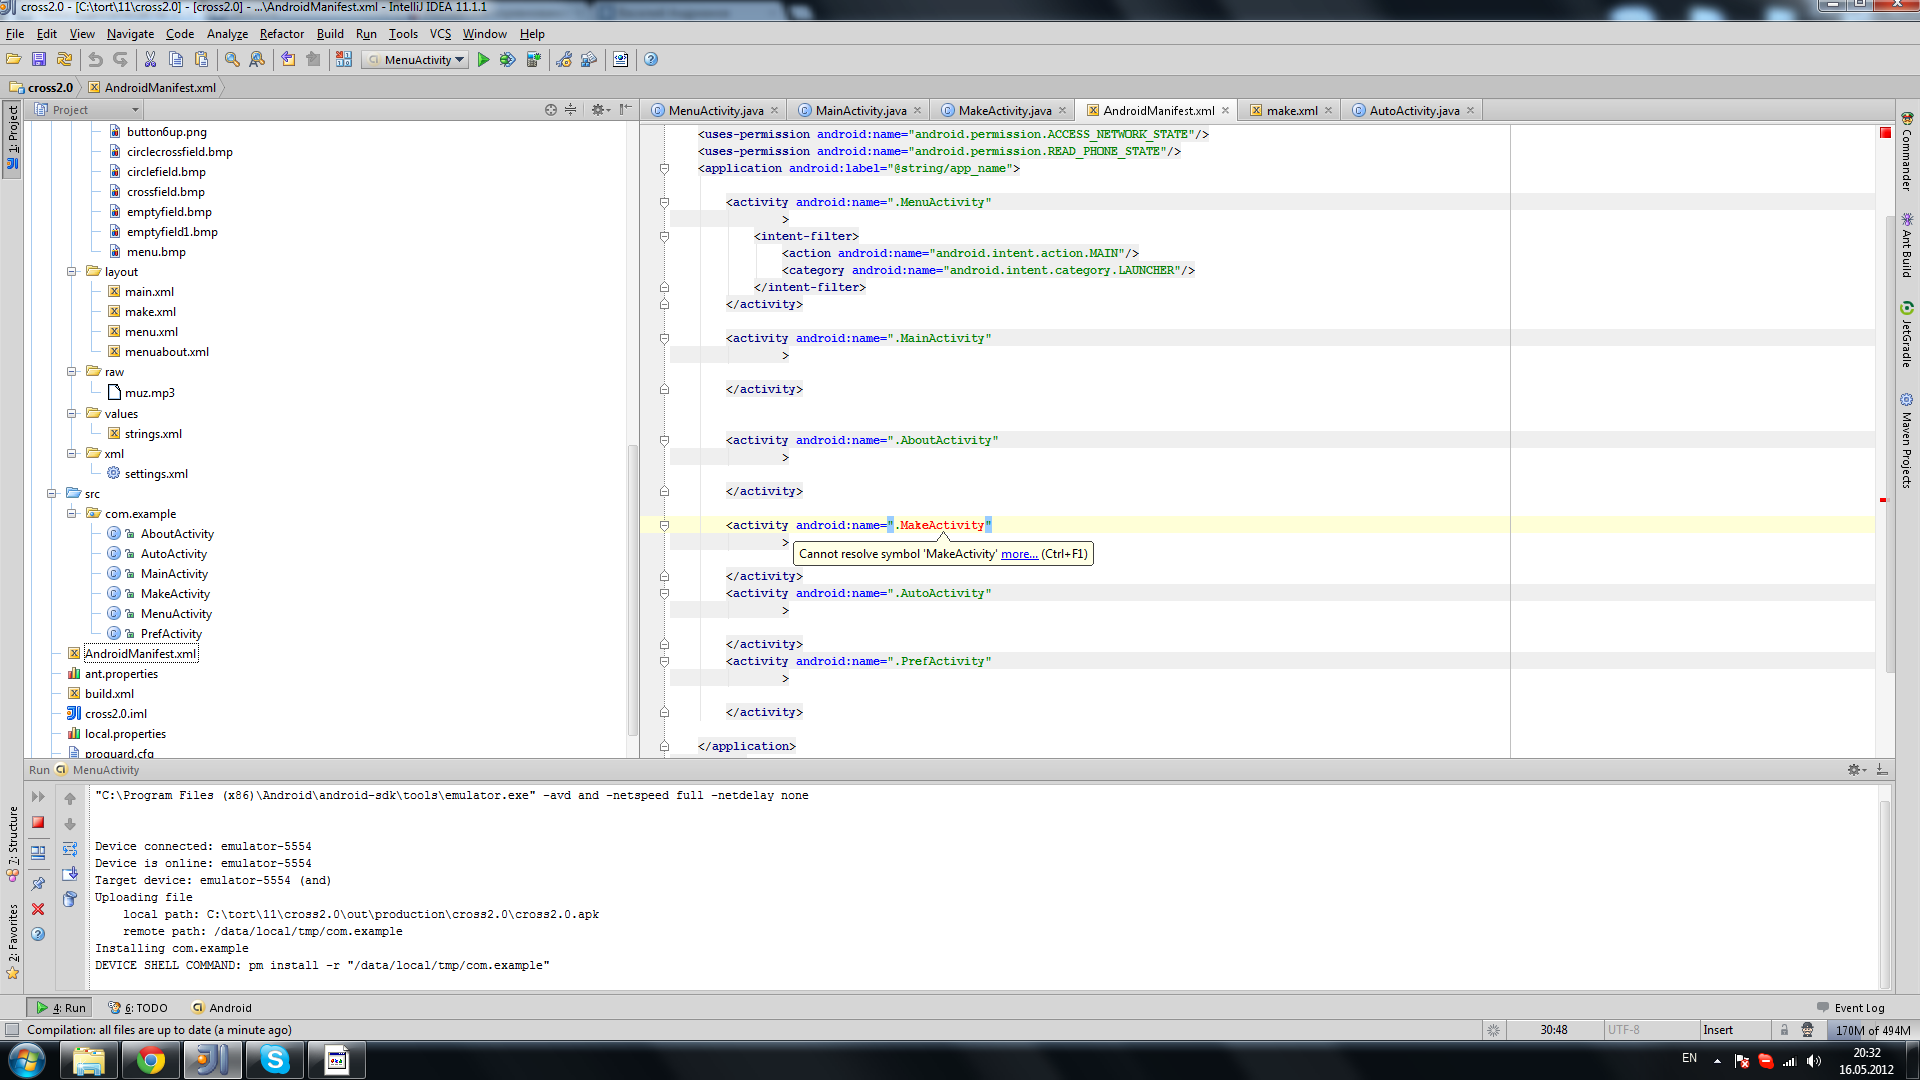 cross2.0 - [C:\tort\11\cross2.0] - [cross2.0] - ...\AndroidManifest.xml - IntelliJ IDEA 11.1.1
File Edit View Navigate Code Analyze Refactor Build Run Tools VCS Window Help
MenuActivity
cross2.0 AndroidManifest.xml
Project
MenuActivity.java MainActivity.java MakeActivity.java AndroidManifest.xml make.xml AutoActivity.java
1: Project
7: Structure
2: Favorites
button6up.png
circlecrossfield.bmp
circlefield.bmp
crossfield.bmp
emptyfield.bmp
emptyfield1.bmp
menu.bmp
layout
main.xml
make.xml
menu.xml
menuabout.xml
raw
muz.mp3
values
strings.xml
xml
settings.xml
src
com.example
AboutActivity
AutoActivity
MainActivity
MakeActivity
MenuActivity
PrefActivity
AndroidManifest.xml
ant.properties
build.xml
cross2.0.iml
local.properties
proguard.cfg
<uses-permission android:name="android.permission.ACCESS_NETWORK_STATE"/>
<uses-permission android:name="android.permission.READ_PHONE_STATE"/>
<application android:label="@string/app_name">
<activity android:name=".MenuActivity"
>
<intent-filter>
<action android:name="android.intent.action.MAIN"/>
<category android:name="android.intent.category.LAUNCHER"/>
</intent-filter>
</activity>
<activity android:name=".MainActivity"
>
</activity>
<activity android:name=".AboutActivity"
>
</activity>
<activity android:name=".MakeActivity"
>
Cannot resolve symbol 'MakeActivity' more... (Ctrl+F1)
</activity>
<activity android:name=".AutoActivity"
>
</activity>
<activity android:name=".PrefActivity"
>
</activity>
</application>
Commander
Ant Build
JetGradle
Maven Projects
Run MenuActivity
"C:\Program Files (x86)\Android\android-sdk\tools\emulator.exe" -avd and -netspeed full -netdelay none
Device connected: emulator-5554
Device is online: emulator-5554
Target device: emulator-5554 (and)
Uploading file
local path: C:\tort\11\cross2.0\out\production\cross2.0\cross2.0.apk
remote path: /data/local/tmp/com.example
Installing com.example
DEVICE SHELL COMMAND: pm install -r "/data/local/tmp/com.example"
4: Run 6: TODO Android Event Log
Compilation: all files are up to date (a minute ago) 30:48 UTF-8 Insert 170M of 494M
EN 20:32
16.05.2012